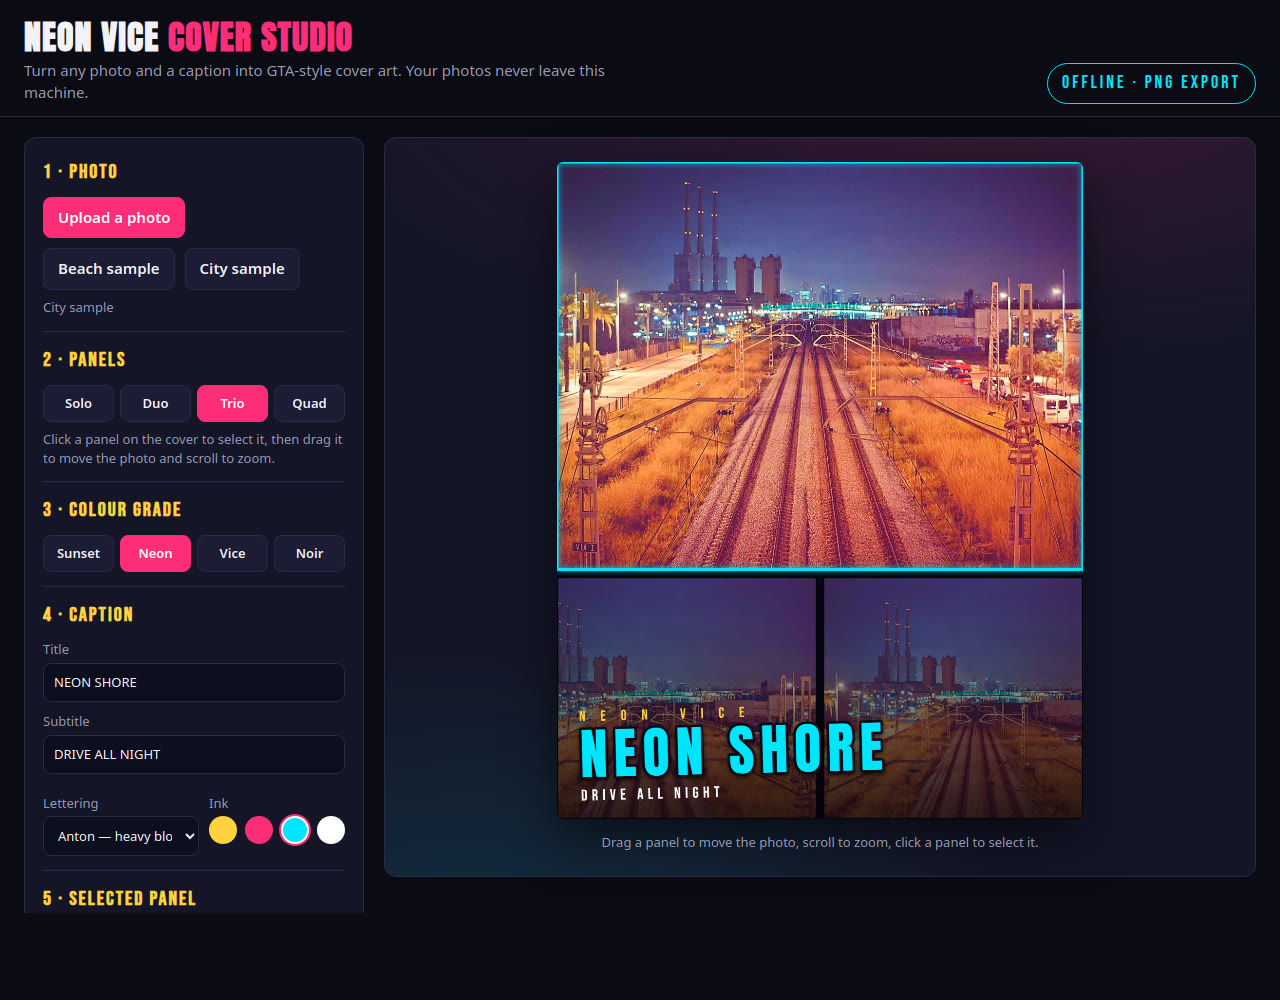 NEON VICE COVER STUDIO
Turn any photo and a caption into GTA-style cover art. Your photos never leave this
machine.
OFFLINE · PNG EXPORT
1 · PHOTO
Upload a photo
Beach sample
City sample
City sample
2 · PANELS
Solo
Duo
Trio
Quad
Click a panel on the cover to select it, then drag it
to move the photo and scroll to zoom.
3 · COLOUR GRADE
Sunset
Neon
Vice
Noir
4 · CAPTION
Title
NEON SHORE
Subtitle
DRIVE ALL NIGHT
Lettering
Ink
Anton — heavy blo
5 · SELECTED PANEL
NEON VICE
NEON SHORE
DRIVE ALL NIGHT
Drag a panel to move the photo, scroll to zoom, click a panel to select it.